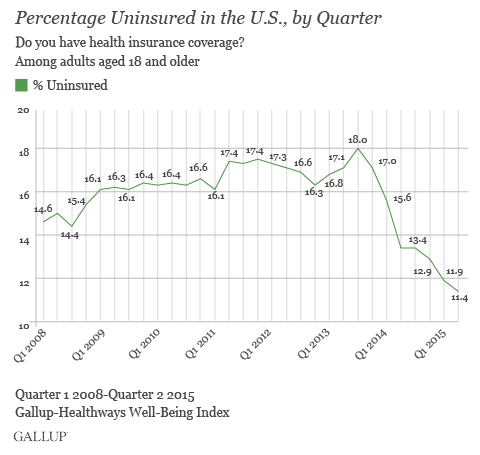 Percentage Uninsured in the U.S., by Quarter
Do you have health insurance coverage?
Among adults aged 18 and older
% Uninsured
20
18
16
14
12
10
14.6
14.4
15.4
16.1
16.3
16.1
16.4
16.4
16.6
16.1
17.4
17.4
17.3
16.6
16.3
16.8
17.1
18.0
17.0
15.6
13.4
12.9
11.9
11.4
Q1 2008
Q1 2009
Q1 2010
Q1 2011
Q1 2012
Q1 2013
Q1 2014
Q1 2015
Quarter 1 2008-Quarter 2 2015
Gallup-Healthways Well-Being Index
GALLUP